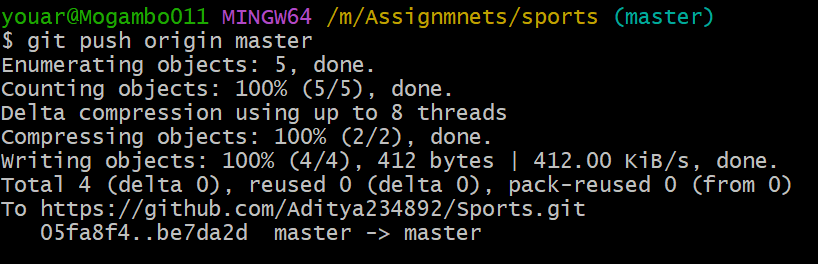 youar@Mogambo011 MINGW64 /m/Assignmnets/sports (master)
$ git push origin master
Enumerating objects: 5, done.
Counting objects: 100% (5/5), done.
Delta compression using up to 8 threads
Compressing objects: 100% (2/2), done.
Writing objects: 100% (4/4), 412 bytes | 412.00 KiB/s, done.
Total 4 (delta 0), reused 0 (delta 0), pack-reused 0 (from 0)
To https://github.com/Aditya234892/Sports.git
   05fa8f4..be7da2d  master -> master